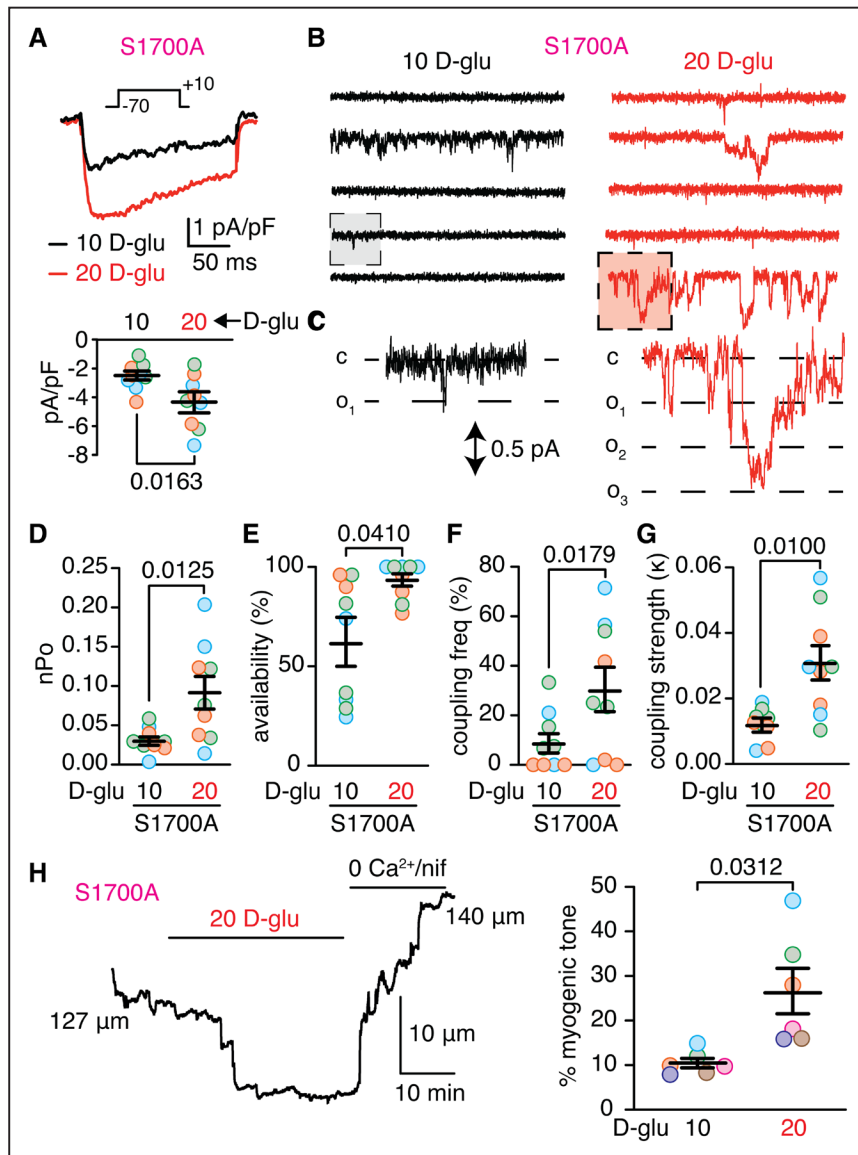 A
S1700A
+10
-70
1 pA/pF
50 ms
10 D-glu
20 D-glu
10 20 D-glu
0
-2
-4
-6
-8
pA/pF
0.0163
B
S1700A
10 D-glu 20 D-glu
C
C
O1
0.5 pA
C
O1
O2
O3
D
0.0125
0.25
0.20
0.15
0.10
0.05
0.00
nPo
D-glu 10 20
S1700A
E
0.0410
100
50
0
availability (%)
D-glu 10 20
S1700A
F
0.0179
80
60
40
20
0
coupling freq (%)
D-glu 10 20
S1700A
G
0.0100
0.06
0.04
0.02
0.00
coupling strength (κ)
D-glu 10 20
S1700A
H
S1700A
0 Ca²⁺/nif
20 D-glu
140 µm
127 µm
10 µm
10 min
0.0312
50
40
30
20
10
0
% myogenic tone
D-glu 10 20